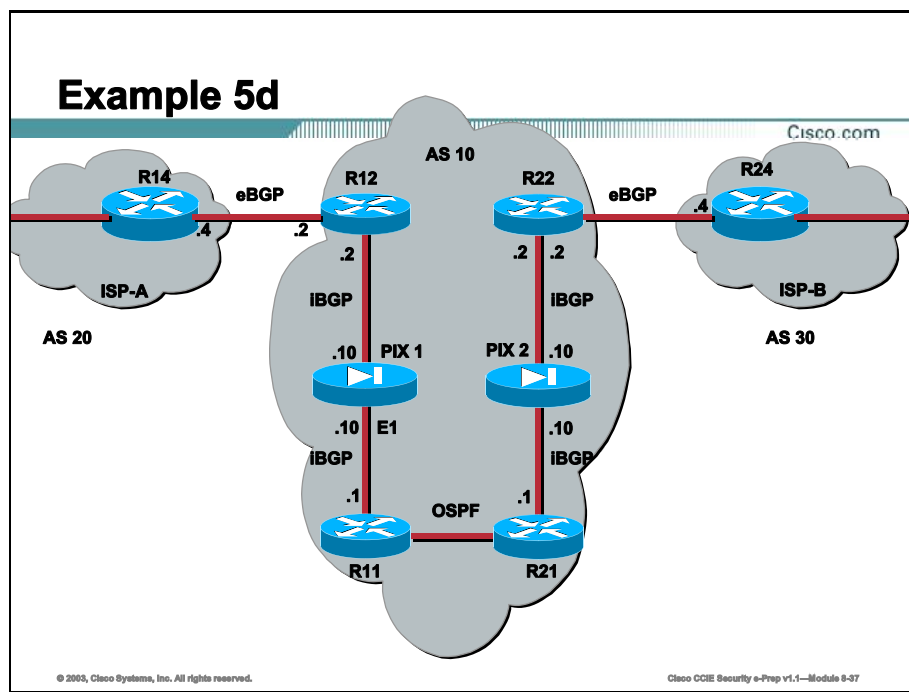 Example 5d
Cisco.com
AS 10
R14
eBGP
R12
R22
eBGP
R24
.4
.2
.4
.2
.2
.2
ISP-A
iBGP
iBGP
ISP-B
AS 20
AS 30
.10
PIX 1
PIX 2
.10
.10
E1
.10
iBGP
iBGP
.1
OSPF
.1
R11
R21
© 2003, Cisco Systems, Inc. All rights reserved.
Cisco CCIE Security e-Prep v1.1—Module 8-37